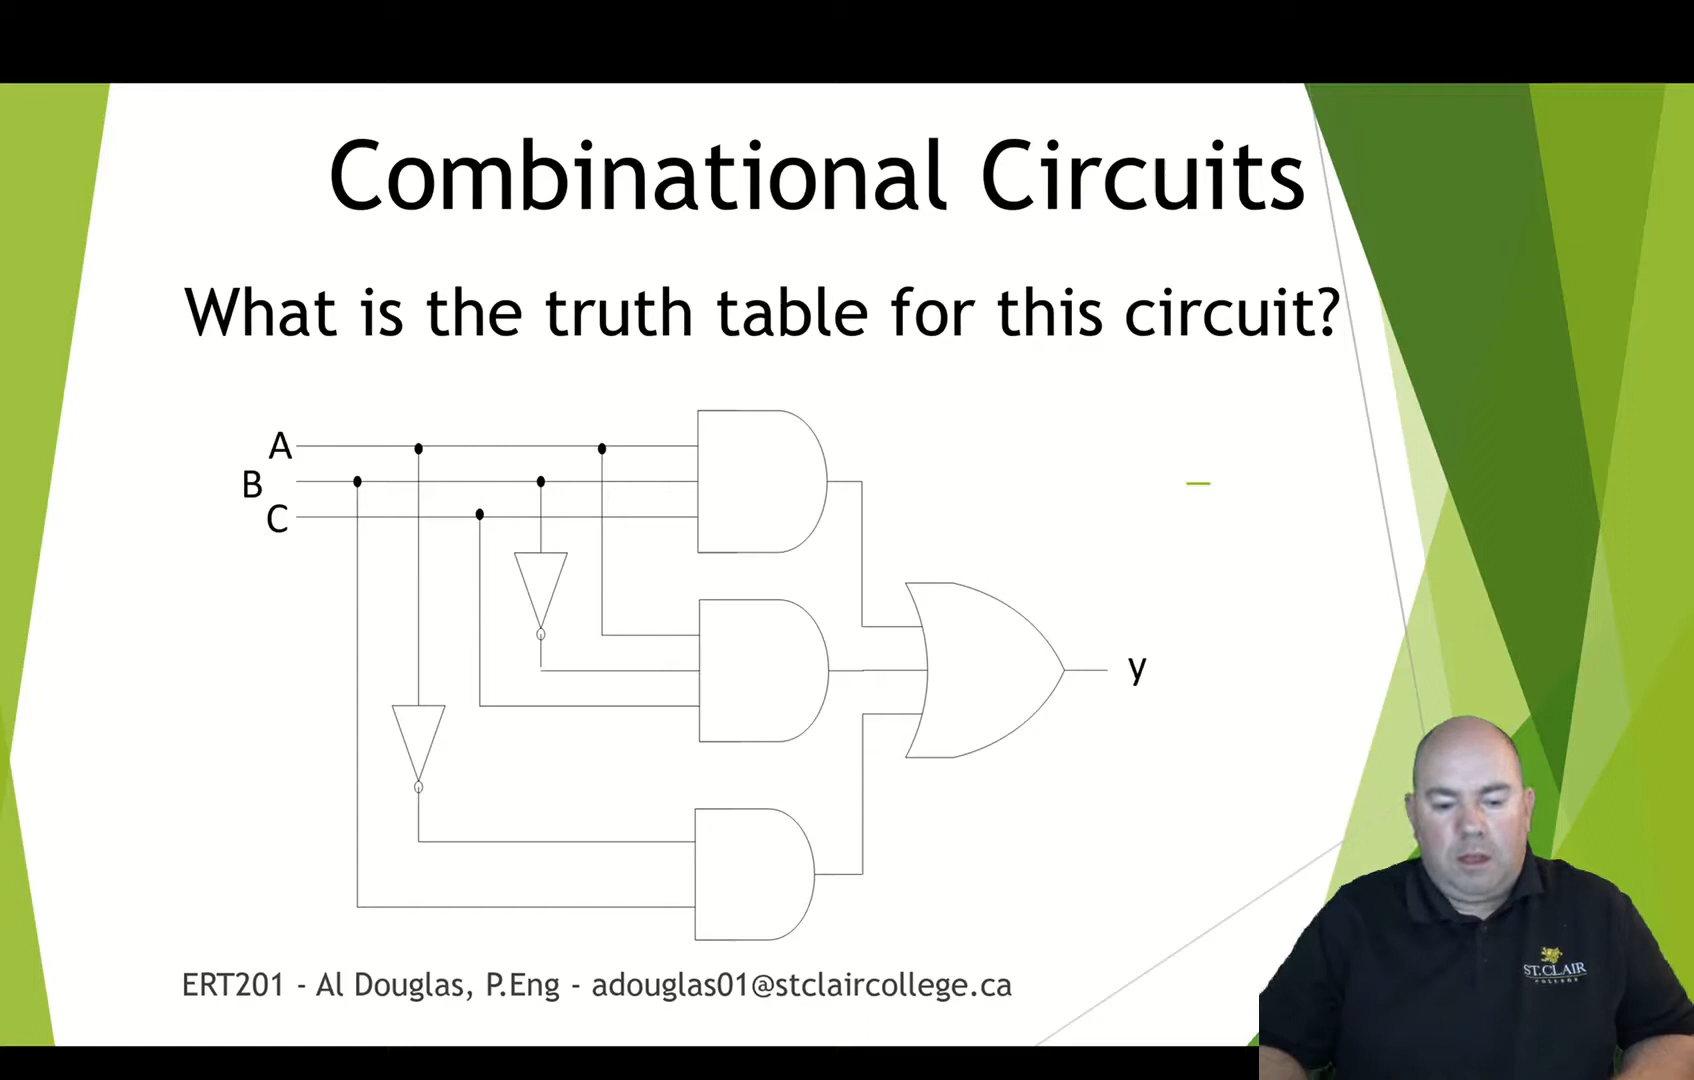 Combinational Circuits
What is the truth table for this circuit?
A
B
C
y
ERT201 - Al Douglas, P.Eng - adouglas01@stclaircollege.ca
ST.CLAIR
COLLEGE